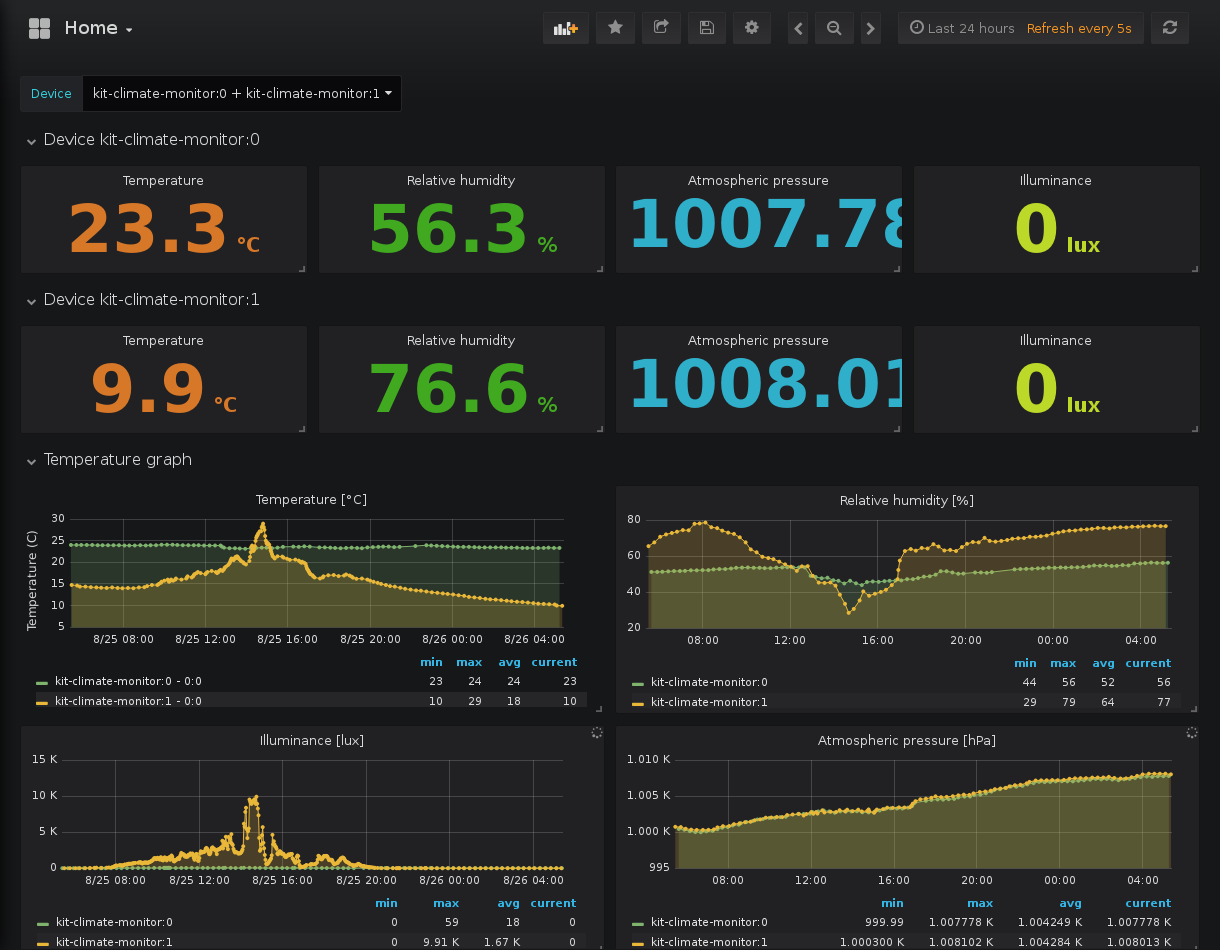 Home
Last 24 hours Refresh every 5s
Device kit-climate-monitor:0 + kit-climate-monitor:1
Device kit-climate-monitor:0
Temperature Relative humidity Atmospheric pressure Illuminance
23.3 °C 56.3 % 1007.78 0 lux
Device kit-climate-monitor:1
Temperature Relative humidity Atmospheric pressure Illuminance
9.9 °C 76.6 % 1008.01 0 lux
Temperature graph
Temperature [°C]
Temperature (C)
30
25
20
15
10
5
8/25 08:00 8/25 12:00 8/25 16:00 8/25 20:00 8/26 00:00 8/26 04:00
min max avg current
kit-climate-monitor:0 - 0:0 23 24 24 23
kit-climate-monitor:1 - 0:0 10 29 18 10
Relative humidity [%]
80
60
40
20
08:00 12:00 16:00 20:00 00:00 04:00
min max avg current
kit-climate-monitor:0 44 56 52 56
kit-climate-monitor:1 29 79 64 77
Illuminance [lux]
15 K
10 K
5 K
0
8/25 08:00 8/25 12:00 8/25 16:00 8/25 20:00 8/26 00:00 8/26 04:00
min max avg current
kit-climate-monitor:0 0 59 18 0
kit-climate-monitor:1 0 9.91 K 1.67 K 0
Atmospheric pressure [hPa]
1.010 K
1.005 K
1.000 K
995
08:00 12:00 16:00 20:00 00:00 04:00
min max avg current
kit-climate-monitor:0 999.99 1.007778 K 1.004249 K 1.007778 K
kit-climate-monitor:1 1.000300 K 1.008102 K 1.004284 K 1.008013 K